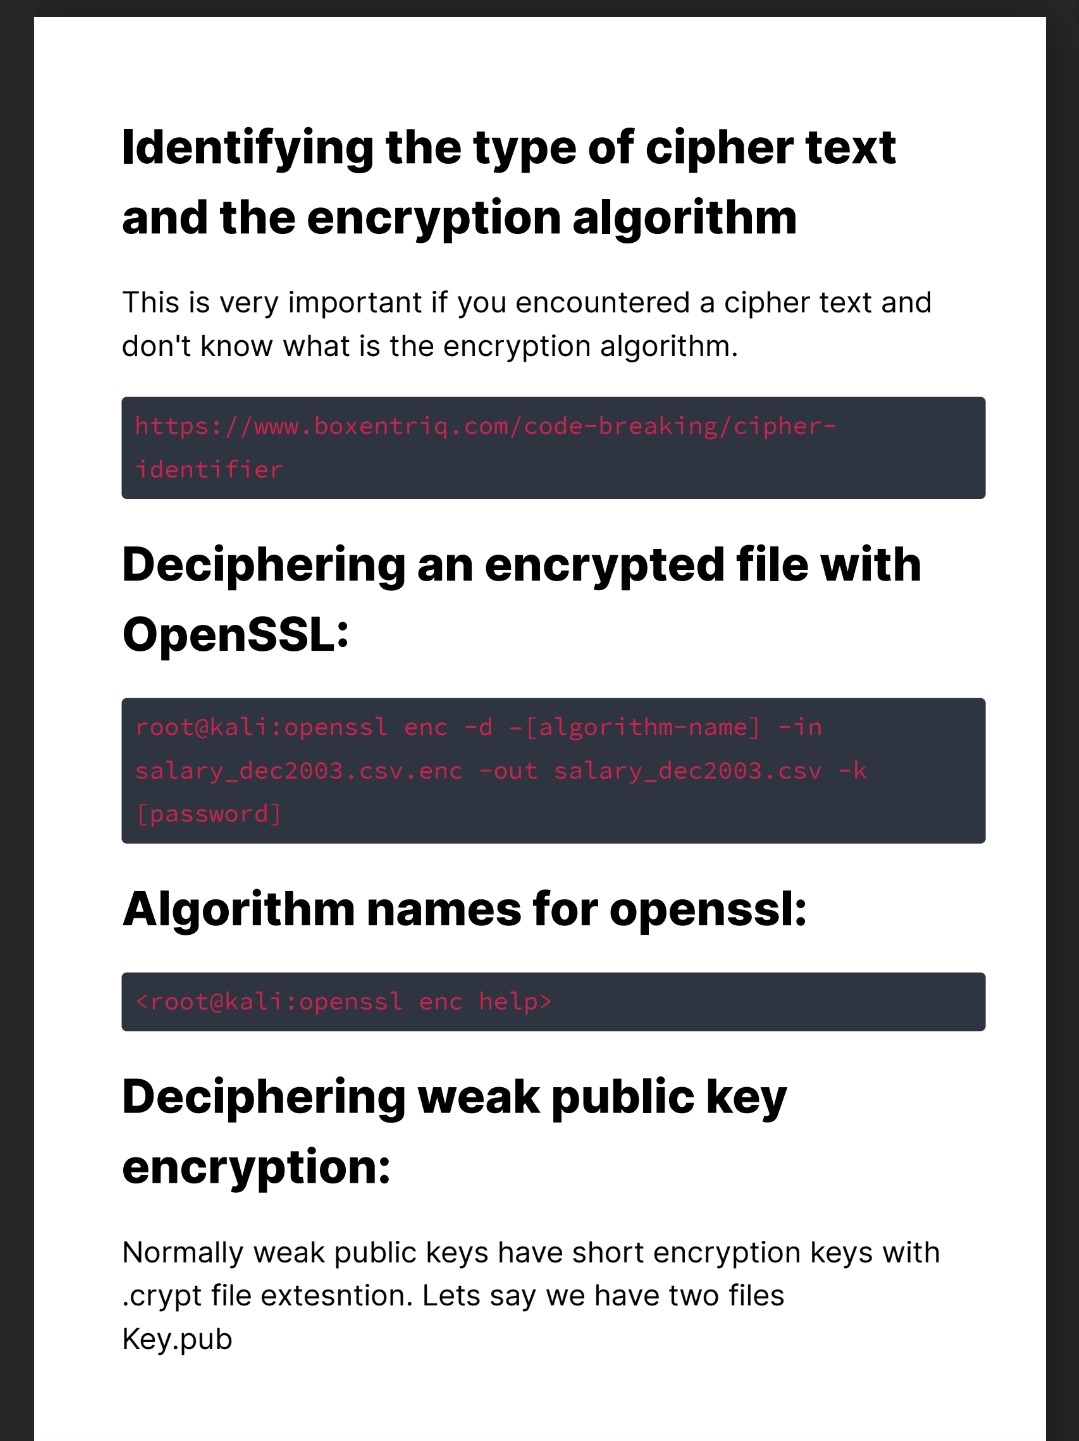 Identifying the type of cipher text
and the encryption algorithm
This is very important if you encountered a cipher text and
don't know what is the encryption algorithm.
https://www.boxentriq.com/code-breaking/cipher-
identifier
Deciphering an encrypted file with
OpenSSL:
root@kali:openssl enc -d –[algorithm-name] -in
salary_dec2003.csv.enc -out salary_dec2003.csv -k
[password]
Algorithm names for openssl:
<root@kali:openssl enc help>
Deciphering weak public key
encryption:
Normally weak public keys have short encryption keys with
.crypt file extesntion. Lets say we have two files
Key.pub